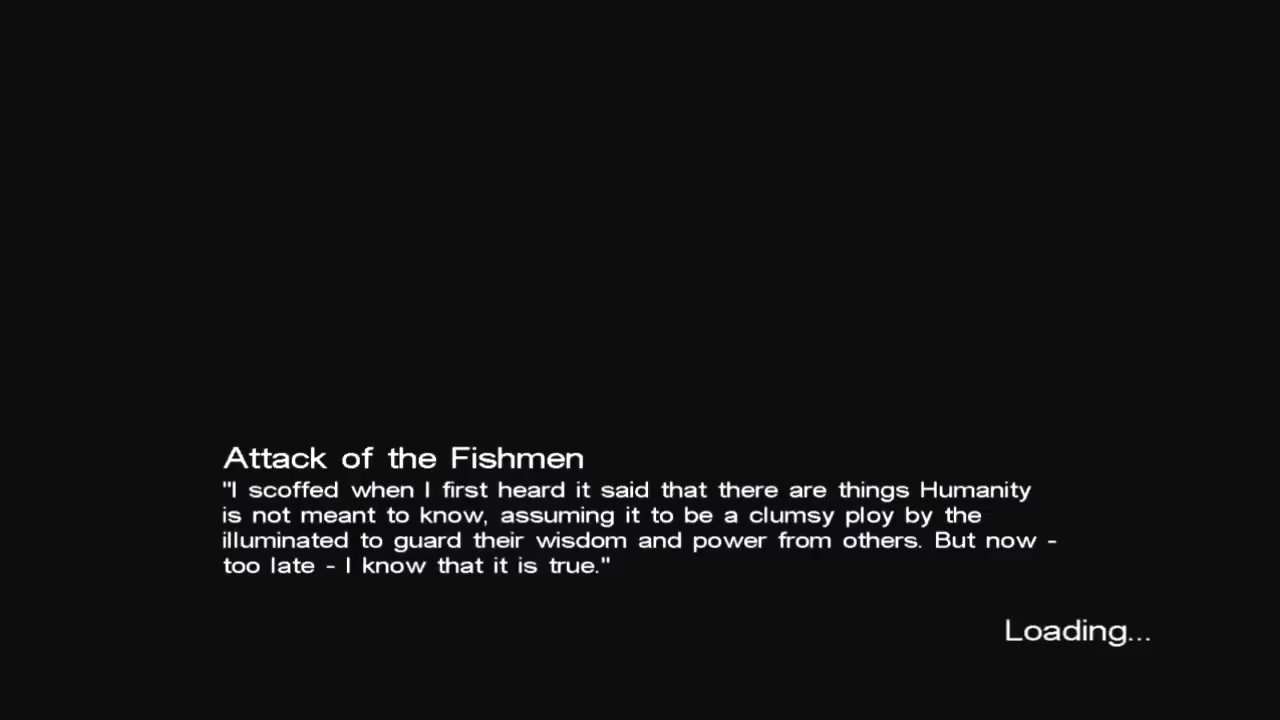 Attack of the Fishmen
"I scoffed when I first heard it said that there are things Humanity
is not meant to know, assuming it to be a clumsy ploy by the
illuminated to guard their wisdom and power from others. But now -
too late - I know that it is true."
Loading...